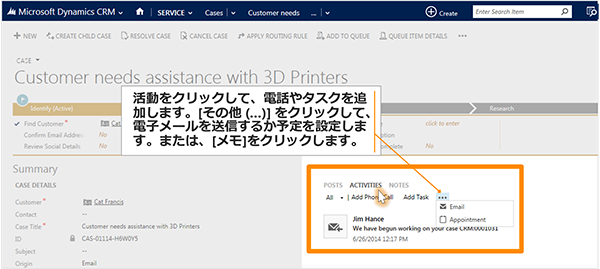 Microsoft Dynamics CRM SERVICE Cases Customer needs ... Create Enter Search Item
NEW CREATE CHILD CASE RESOLVE CASE CANCEL CASE APPLY ROUTING RULE ADD TO QUEUE QUEUE ITEM DETAILS ...
CASE
Customer needs assistance with 3D Printers
活動をクリックして、電話やタスクを追
加します。[その他 (...)] をクリックして、
電子メールを送信するか予定を設定しま
す。または、[メモ]をクリックします。
Identify (Active) Research
Find Customer* Cat click to enter
Confirm Email Address No
Review Social Details No
Summary
CASE DETAILS
Customer* Cat Francis
Contact --
Case Title* Customer needs assistance with 3D Printers
ID CAS-01114-H6W0Y5
Subject --
Origin Email
POSTS ACTIVITIES NOTES
All Add Phone Call Add Task ...
Email
Appointment
Jim Hance
We have begun working on your case CRM:0001031
6/26/2014 12:17 PM